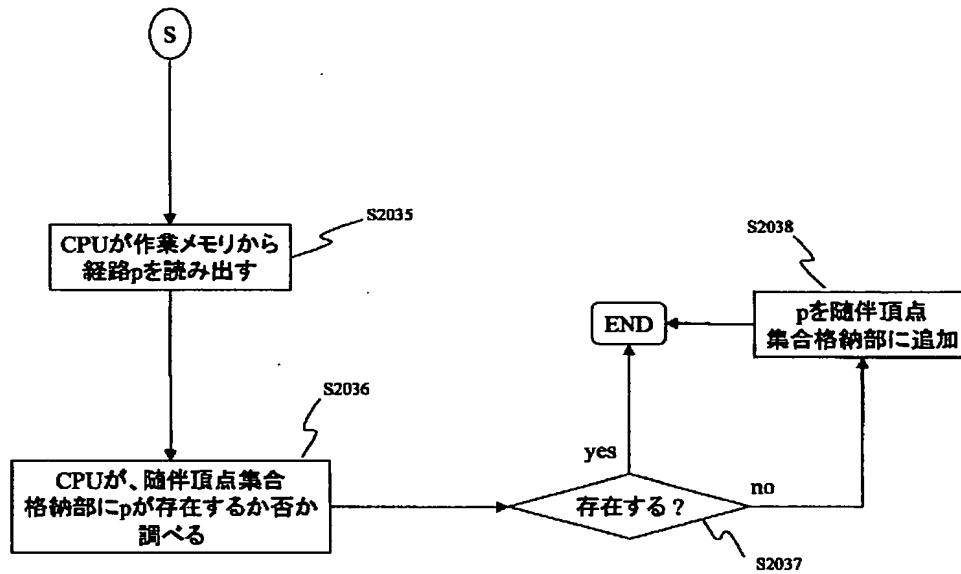 S
S2035
CPUが作業メモリから
経路pを読み出す
S2038
pを随伴頂点
集合格納部に追加
END
S2036
CPUが、随伴頂点集合
格納部にpが存在するか否か
調べる
yes
存在する?
no
S2037